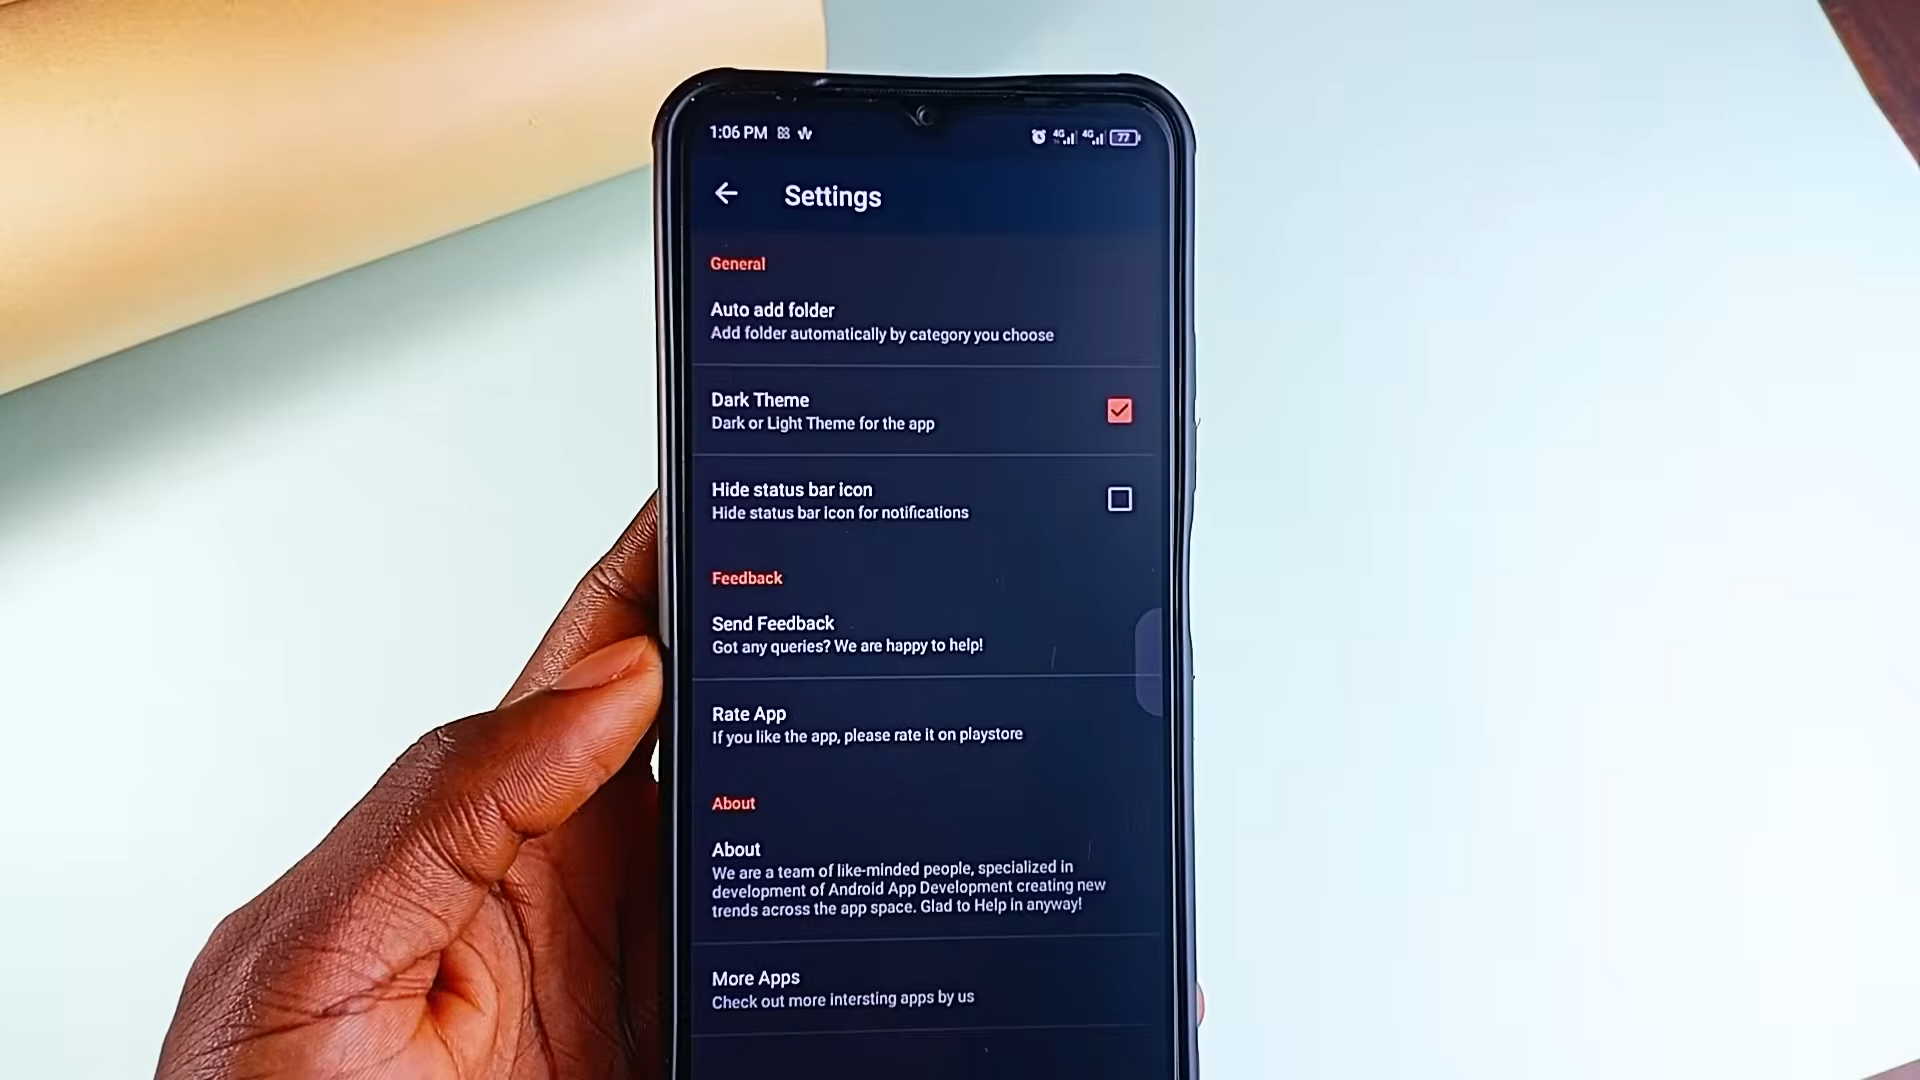 1:06 PM
4G 4G 77
Settings
General
Auto add folder
Add folder automatically by category you choose
Dark Theme
Dark or Light Theme for the app
Hide status bar icon
Hide status bar Icon for notifications
Feedback
Send Feedback
Got any queries? We are happy to help!
Rate App
If you like the app, please rate it on playstore
About
About
We are a team of like-minded people, specialized in
development of Android App Development creating new
trends across the app space. Glad to Help in anyway!
More Apps
Check out more intersting apps by us